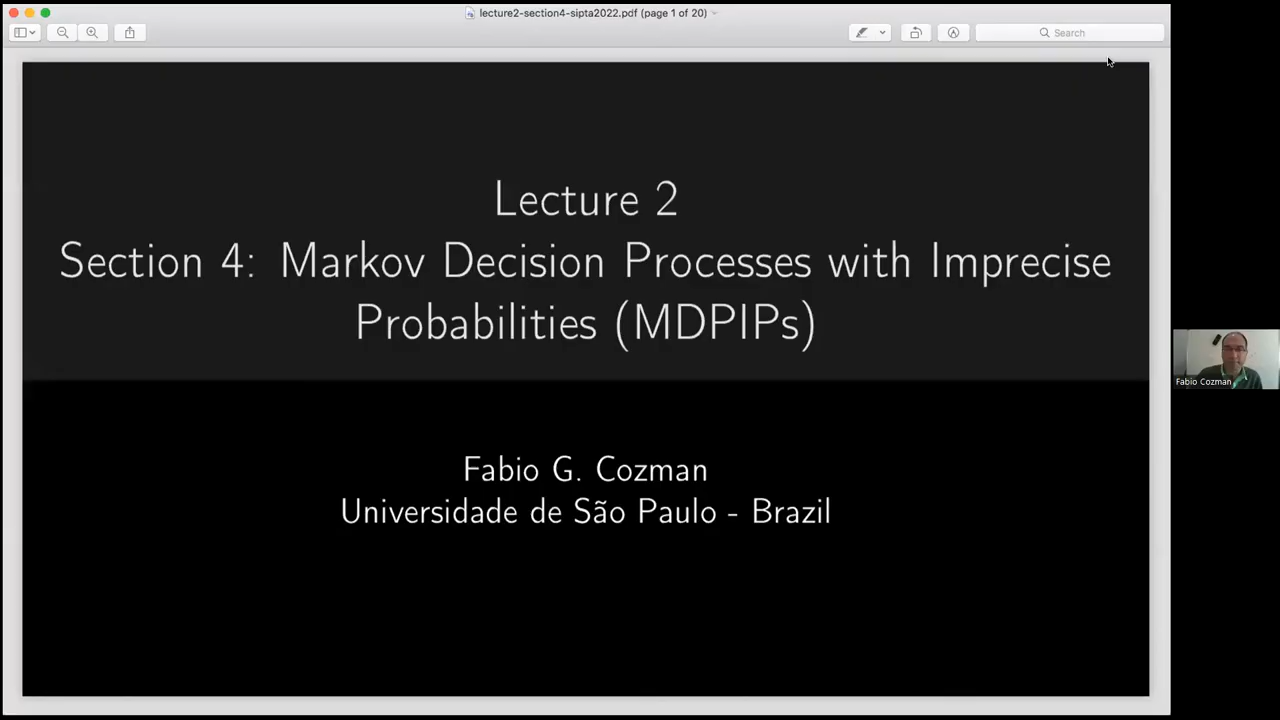 lecture2-section4-sipta2022.pdf (page 1 of 20)
Search
Lecture 2
Section 4: Markov Decision Processes with Imprecise
Probabilities (MDPIPs)
Fabio G. Cozman
Universidade de São Paulo - Brazil
Fabio Cozman